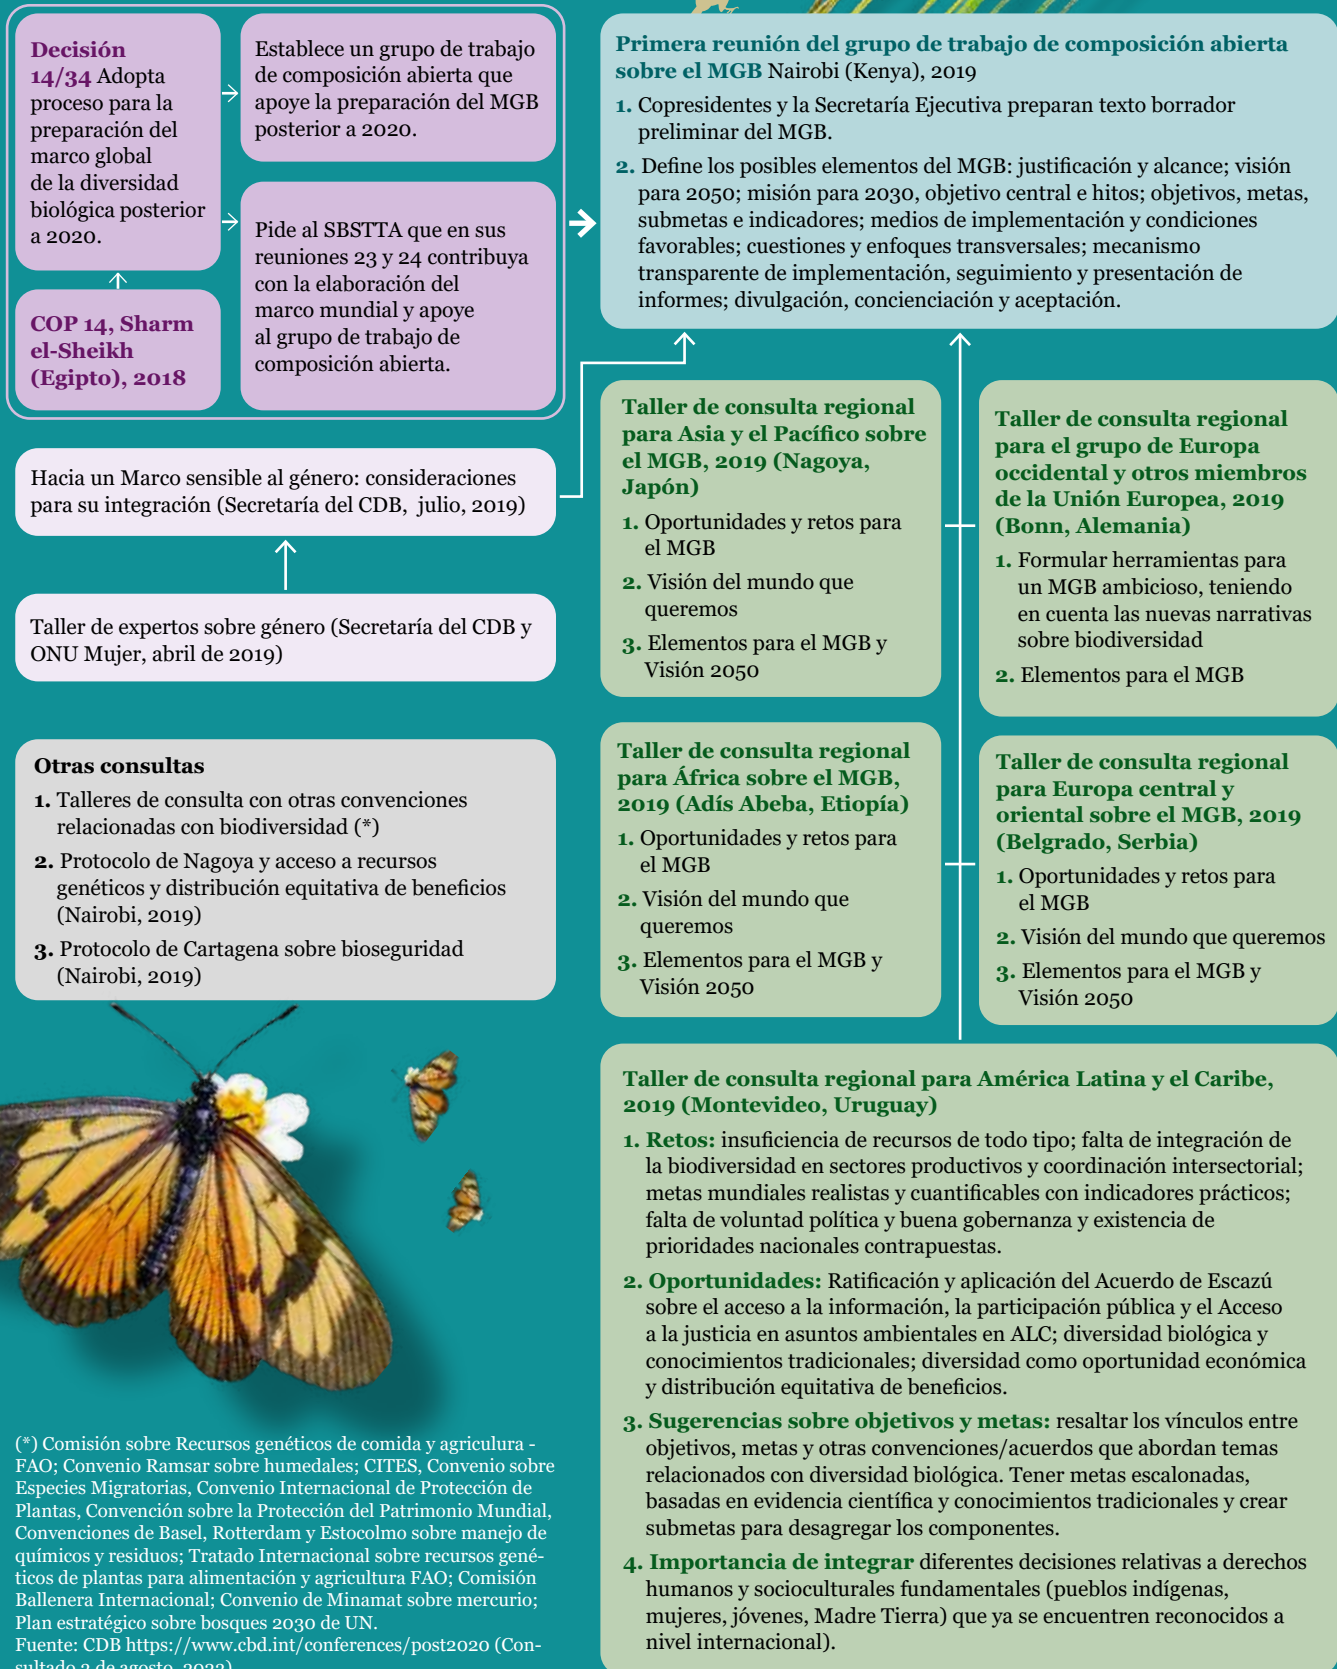 Decisión
14/34 Adopta
proceso para la
preparación del
marco global
de la diversidad
biológica posterior
a 2020.
COP 14, Sharm
el-Sheikh
(Egipto), 2018
Establece un grupo de trabajo
de composición abierta que
apoye la preparación del MGB
posterior a 2020.
Pide al SBSTTA que en sus
reuniones 23 y 24 contribuya
con la elaboración del
marco mundial y apoye
al grupo de trabajo de
composición abierta.
Primera reunión del grupo de trabajo de composición abierta
sobre el MGB Nairobi (Kenya), 2019
1. Copresidentes y la Secretaría Ejecutiva preparan texto borrador
preliminar del MGB.
2. Define los posibles elementos del MGB: justificación y alcance; visión
para 2050; misión para 2030, objetivo central e hitos; objetivos, metas,
submetas e indicadores; medios de implementación y condiciones
favorables; cuestiones y enfoques transversales; mecanismo
transparente de implementación, seguimiento y presentación de
informes; divulgación, concienciación y aceptación.
Hacia un Marco sensible al género: consideraciones
para su integración (Secretaría del CDB, julio, 2019)
Taller de expertos sobre género (Secretaría del CDB y
ONU Mujer, abril de 2019)
Otras consultas
1. Talleres de consulta con otras convenciones
relacionadas con biodiversidad (*)
2. Protocolo de Nagoya y acceso a recursos
genéticos y distribución equitativa de beneficios
(Nairobi, 2019)
3. Protocolo de Cartagena sobre bioseguridad
(Nairobi, 2019)
Taller de consulta regional
para Asia y el Pacífico sobre
el MGB, 2019 (Nagoya,
Japón)
1. Oportunidades y retos para
el MGB
2. Visión del mundo que
queremos
3. Elementos para el MGB y
Visión 2050
Taller de consulta regional
para el grupo de Europa
occidental y otros miembros
de la Unión Europea, 2019
(Bonn, Alemania)
1. Formular herramientas para
un MGB ambicioso, teniendo
en cuenta las nuevas narrativas
sobre biodiversidad
2. Elementos para el MGB
Taller de consulta regional
para África sobre el MGB,
2019 (Adís Abeba, Etiopía)
1. Oportunidades y retos para
el MGB
2. Visión del mundo que
queremos
3. Elementos para el MGB y
Visión 2050
Taller de consulta regional
para Europa central y
oriental sobre el MGB, 2019
(Belgrado, Serbia)
1. Oportunidades y retos para
el MGB
2. Visión del mundo que queremos
3. Elementos para el MGB y
Visión 2050
Taller de consulta regional para América Latina y el Caribe,
2019 (Montevideo, Uruguay)
1. Retos: insuficiencia de recursos de todo tipo; falta de integración de
la biodiversidad en sectores productivos y coordinación intersectorial;
metas mundiales realistas y cuantificables con indicadores prácticos;
falta de voluntad política y buena gobernanza y existencia de
prioridades nacionales contrapuestas.
2. Oportunidades: Ratificación y aplicación del Acuerdo de Escazú
sobre el acceso a la información, la participación pública y el Acceso
a la justicia en asuntos ambientales en ALC; diversidad biológica y
conocimientos tradicionales; diversidad como oportunidad económica
y distribución equitativa de beneficios.
3. Sugerencias sobre objetivos y metas: resaltar los vínculos entre
objetivos, metas y otras convenciones/acuerdos que abordan temas
relacionados con diversidad biológica. Tener metas escalonadas,
basadas en evidencia científica y conocimientos tradicionales y crear
submetas para desagregar los componentes.
4. Importancia de integrar diferentes decisiones relativas a derechos
humanos y socioculturales fundamentales (pueblos indígenas,
mujeres, jóvenes, Madre Tierra) que ya se encuentren reconocidos a
nivel internacional).
(*) Comisión sobre Recursos genéticos de comida y agriculura -
FAO; Convenio Ramsar sobre humedales; CITES, Convenio sobre
Especies Migratorias, Convenio Internacional de Protección de
Plantas, Convención sobre la Protección del Patrimonio Mundial,
Convenciones de Basel, Rotterdam y Estocolmo sobre manejo de
químicos y residuos; Tratado Internacional sobre recursos gené-
ticos de plantas para alimentación y agricultura FAO; Comisión
Ballenera Internacional; Convenio de Minamat sobre mercurio;
Plan estratégico sobre bosques 2030 de UN.
Fuente: CDB https://www.cbd.int/conferences/post2020 (Con-
sultado 2 de agosto, 2022)